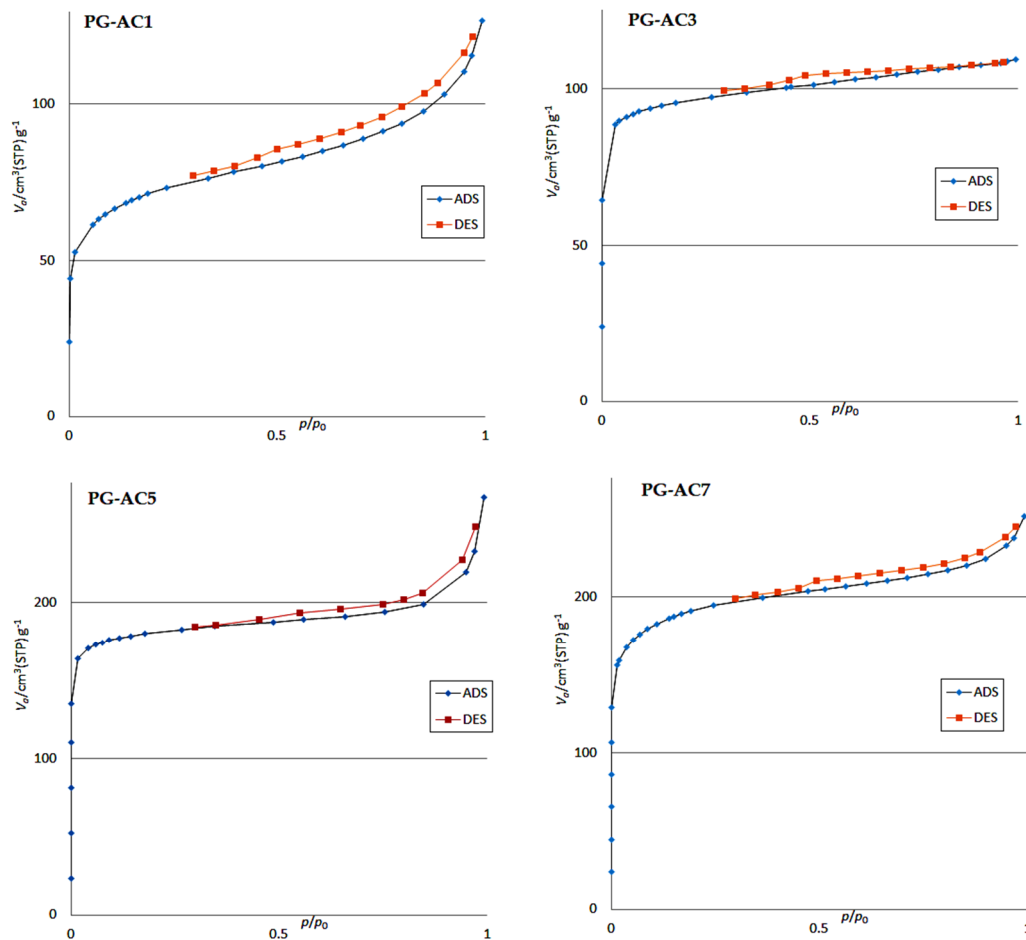 PG-AC1
100
50
0
Va/cm³(STP) g⁻¹
ADS
DES
p/p₀
0
0.5
1
PG-AC3
100
50
0
Va/cm³(STP) g⁻¹
ADS
DES
p/p₀
0
0.5
1
PG-AC5
200
100
0
Va/cm³(STP) g⁻¹
ADS
DES
p/p₀
0
0.5
1
PG-AC7
200
100
0
Va/cm³(STP) g⁻¹
ADS
DES
p/p₀
0
0.5
1